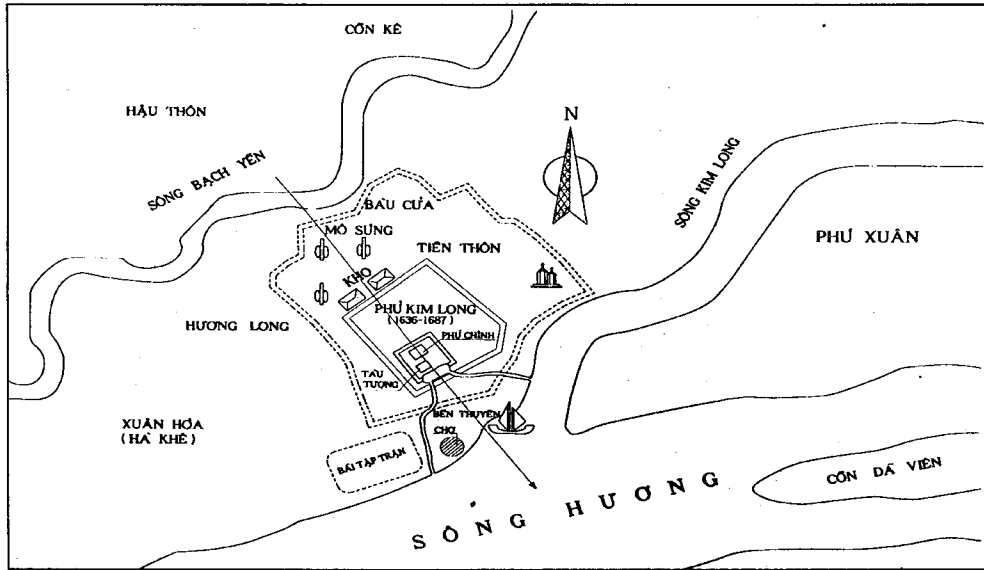 CỒN KÊ
HẬU THÔN
N
SÔNG BẠCH YẾN
SÔNG KIM LONG
BẦU CỬA
MÔ SÚNG
TIÊN THÔN
PHÚ XUÂN
KHO
PHỦ KIM LONG
(1636-1687)
HƯƠNG LONG
PHỦ CHÍNH
TÀU
TƯỢNG
XUÂN HÒA
(HÀ KHÊ)
BẾN THUYỀN
CHỢ
BÃI TẬP TRẬN
CỒN DÃ VIÊN
SÔNG HƯƠNG